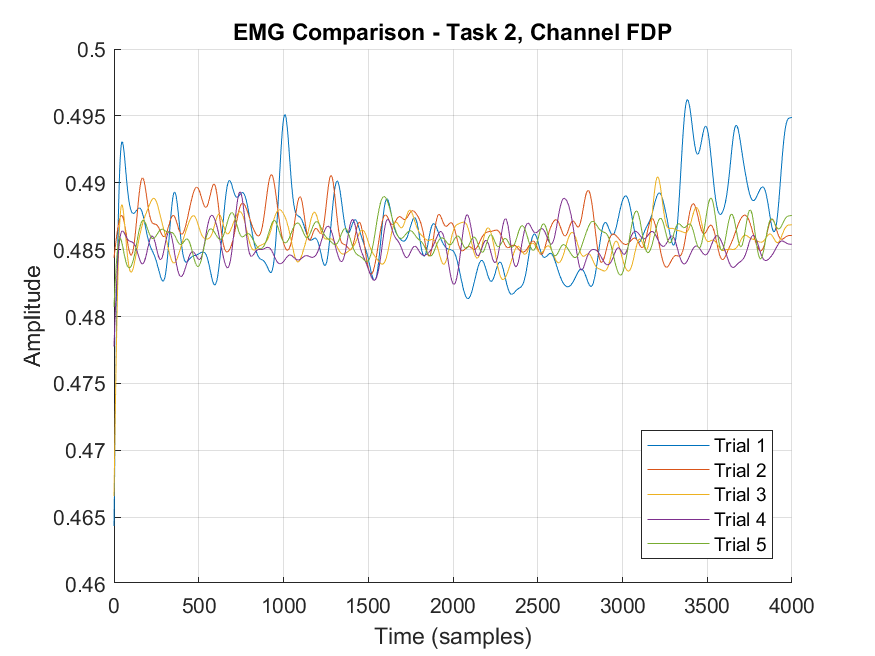 EMG Comparison - Task 2, Channel FDP
0.5
0.495
0.49
0.485
0.48
0.475
0.47
0.465
0.46
Amplitude
Trial 1
Trial 2
Trial 3
Trial 4
Trial 5
0 500 1000 1500 2000 2500 3000 3500 4000
Time (samples)